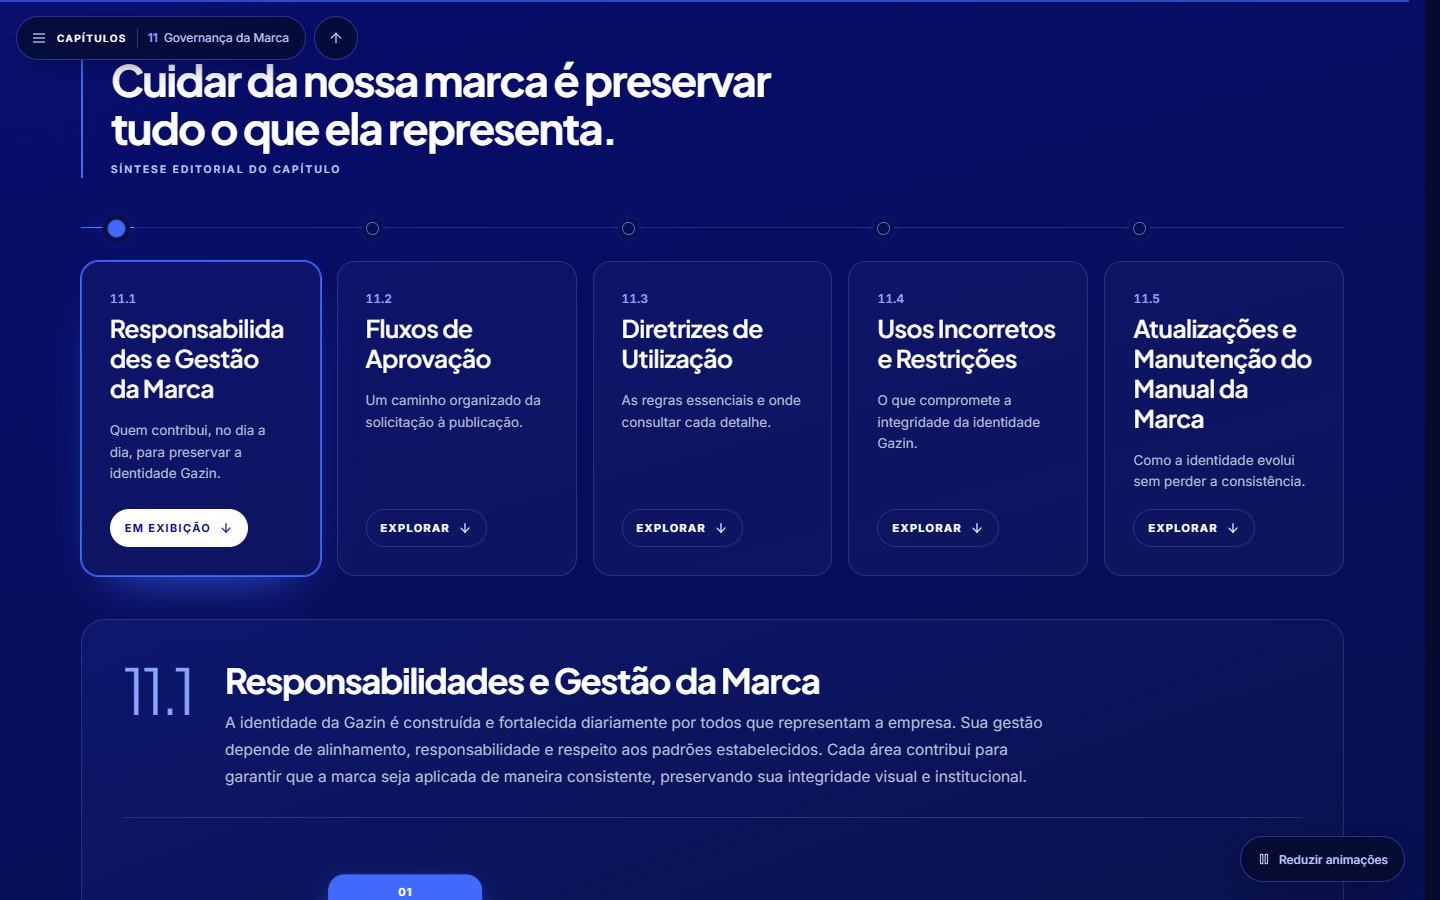 CAPÍTULOS
11 Governança da Marca
Cuidar da nossa marca é preservar
tudo o que ela representa.
SÍNTESE EDITORIAL DO CAPÍTULO
11.1
Responsabilida
des e Gestão
da Marca
Quem contribui, no dia a
dia, para preservar a
identidade Gazin.
EM EXIBIÇÃO
11.2
Fluxos de
Aprovação
Um caminho organizado da
solicitação à publicação.
EXPLORAR
11.3
Diretrizes de
Utilização
As regras essenciais e onde
consultar cada detalhe.
EXPLORAR
11.4
Usos Incorretos
e Restrições
O que compromete a
integridade da identidade
Gazin.
EXPLORAR
11.5
Atualizações e
Manutenção do
Manual da
Marca
Como a identidade evolui
sem perder a consistência.
EXPLORAR
11.1
Responsabilidades e Gestão da Marca
A identidade da Gazin é construída e fortalecida diariamente por todos que representam a empresa. Sua gestão
depende de alinhamento, responsabilidade e respeito aos padrões estabelecidos. Cada área contribui para
garantir que a marca seja aplicada de maneira consistente, preservando sua integridade visual e institucional.
01
Reduzir animações